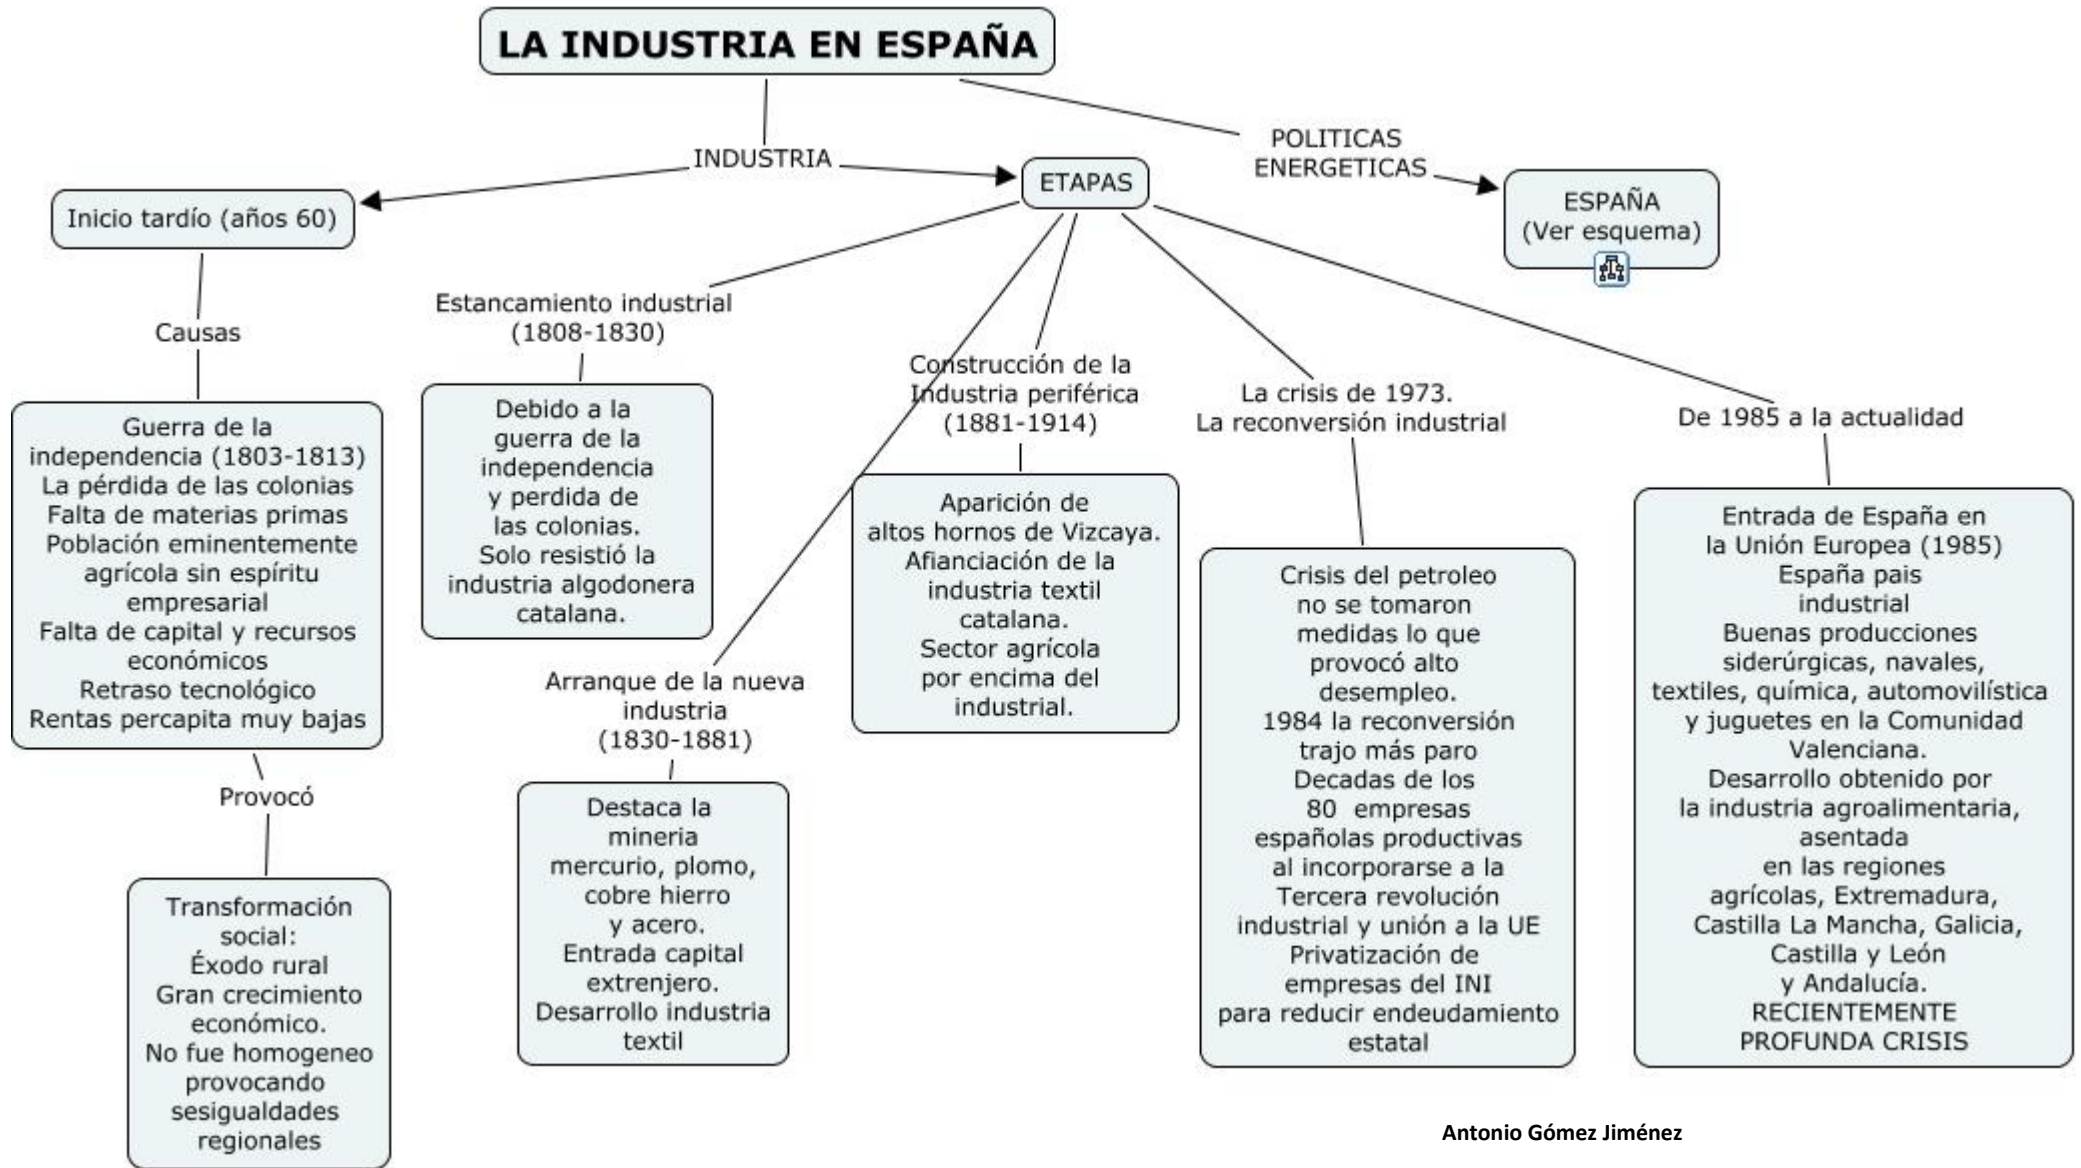 LA INDUSTRIA EN ESPAÑA
INDUSTRIA
POLITICAS
ENERGETICAS
Inicio tardío (años 60)
ETAPAS
ESPAÑA
(Ver esquema)
Causas
Guerra de la
independencia (1803-1813)
La pérdida de las colonias
Falta de materias primas
Población eminentemente
agrícola sin espíritu
empresarial
Falta de capital y recursos
económicos
Retraso tecnológico
Rentas percapita muy bajas
Provocó
Transformación
social:
Éxodo rural
Gran crecimiento
económico.
No fue homogeneo
provocando
sesigualdades
regionales
Estancamiento industrial
(1808-1830)
Debido a la
guerra de la
independencia
y perdida de
las colonias.
Solo resistió la
industria algodonera
catalana.
Arranque de la nueva
industria
(1830-1881)
Destaca la
mineria
mercurio, plomo,
cobre hierro
y acero.
Entrada capital
extrenjero.
Desarrollo industria
textil
Construcción de la
Industria periférica
(1881-1914)
Aparición de
altos hornos de Vizcaya.
Afianciación de la
industria textil
catalana.
Sector agrícola
por encima del
industrial.
La crisis de 1973.
La reconversión industrial
Crisis del petroleo
no se tomaron
medidas lo que
provocó alto
desempleo.
1984 la reconversión
trajo más paro
Decadas de los
80 empresas
españolas productivas
al incorporarse a la
Tercera revolución
industrial y unión a la UE
Privatización de
empresas del INI
para reducir endeudamiento
estatal
De 1985 a la actualidad
Entrada de España en
la Unión Europea (1985)
España pais
industrial
Buenas producciones
siderúrgicas, navales,
textiles, química, automovilística
y juguetes en la Comunidad
Valenciana.
Desarrollo obtenido por
la industria agroalimentaria,
asentada
en las regiones
agrícolas, Extremadura,
Castilla La Mancha, Galicia,
Castilla y León
y Andalucía.
RECIENTEMENTE
PROFUNDA CRISIS
Antonio Gómez Jiménez